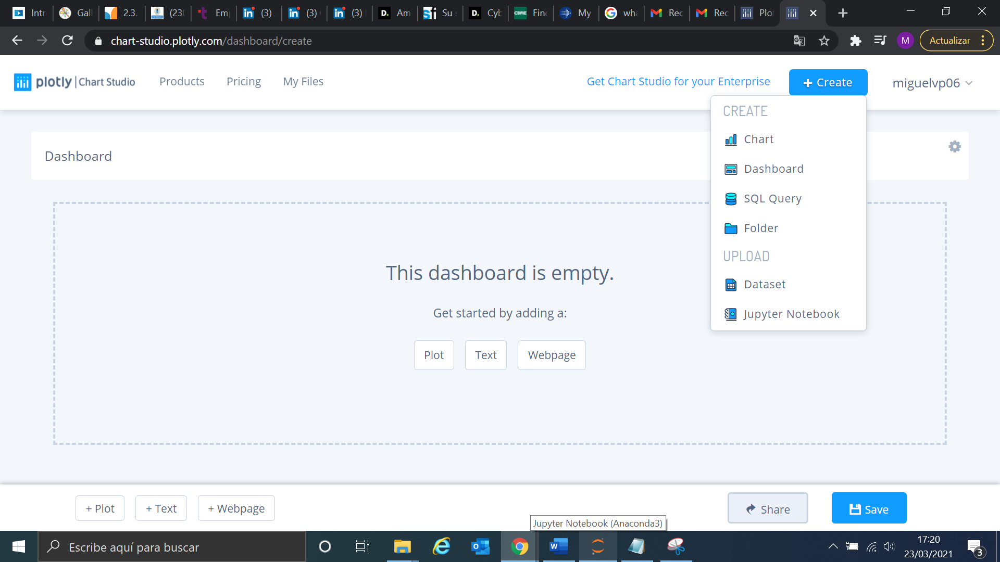 Intr
Gall
2.3.
(230
Em
(3)
(3)
(3)
D. Am
Su s
D. Cyb
CDMC Find
My
wha
Rec
Rec
Plo
chart-studio.plotly.com/dashboard/create
M
Actualizar
plotly | Chart Studio
Products
Pricing
My Files
Get Chart Studio for your Enterprise
+ Create
miguelvp06
CREATE
Chart
Dashboard
SQL Query
Folder
UPLOAD
Dataset
Jupyter Notebook
Dashboard
This dashboard is empty.
Get started by adding a:
Plot
Text
Webpage
+ Plot
+ Text
+ Webpage
Share
Save
Jupyter Notebook (Anaconda3)
Escribe aquí para buscar
17:20
23/03/2021
3